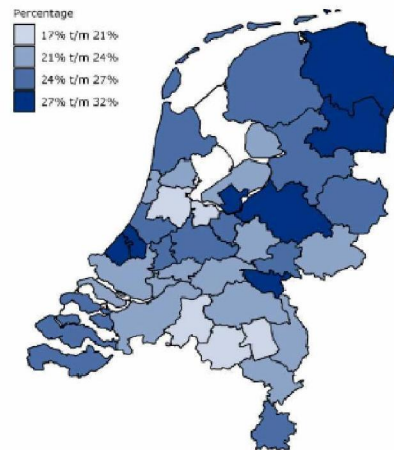 Percentage
17% t/m 21%
21% t/m 24%
24% t/m 27%
27% t/m 32%